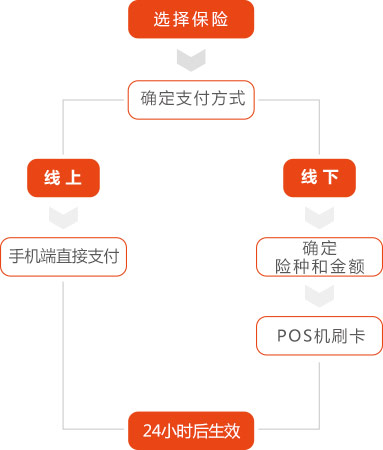 选择保险
确定支付方式
线上
手机端直接支付
线下
确定
险种和金额
POS机刷卡
24小时后生效